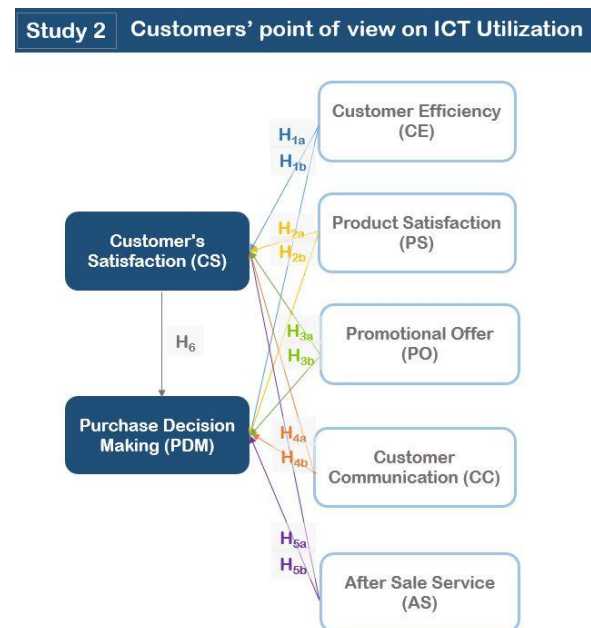 Study 2 Customers' point of view on ICT Utilization
Customer Efficiency
(CE)
H1a
H1b
Product Satisfaction
(PS)
H2a
H2b
Customer's
Satisfaction (CS)
Promotional Offer
(PO)
H3a
H3b
H6
Purchase Decision
Making (PDM)
H4a
H4b
Customer
Communication (CC)
H5a
H5b
After Sale Service
(AS)